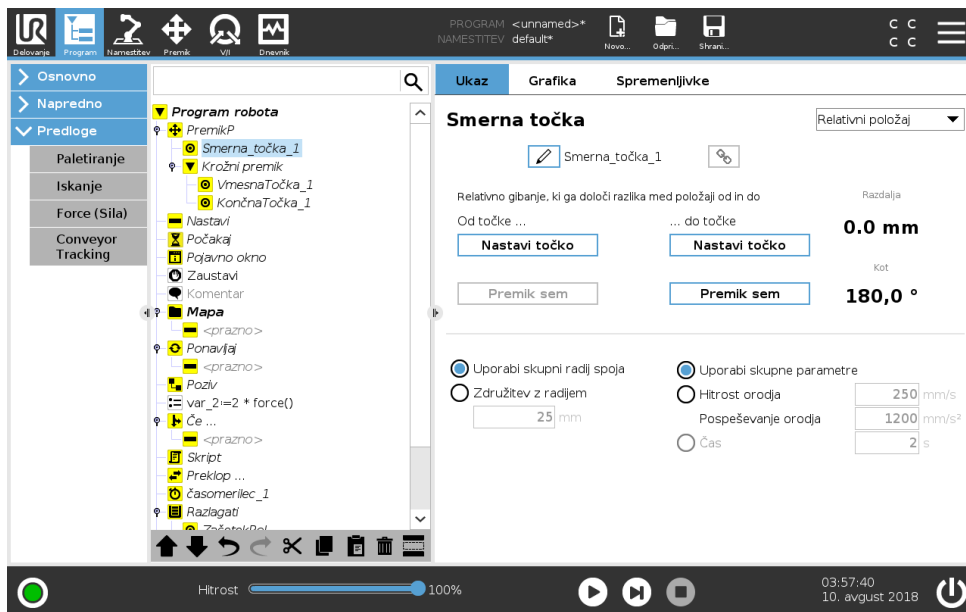 PROGRAM <unnamed>*
NAMESTITEV default*
Delovanje
Program
Namestitev
Premik
V/I
Dnevnik
Novo...
Odpri...
Shrani...
C C
C C
Osnovno
Napredno
Predloge
Paletiranje
Iskanje
Force (Sila)
Conveyor
Tracking
Program robota
PremikP
Smerna_točka_1
Krožni premik
VmesnaTočka_1
KončnaTočka_1
Nastavi
Počakaj
Pojavno okno
Zaustavi
Komentar
Mapa
<prazno>
Ponavljaj
<prazno>
Poziv
var_2:=2 * force()
Če ...
<prazno>
Skript
Preklop ...
časomerilec_1
Razlagati
ZačetekPol
Ukaz
Grafika
Spremenljivke
Smerna točka
Relativni položaj
Smerna_točka_1
Relativno gibanje, ki ga določi razlika med položaji od in do
Razdalja
Od točke ...
... do točke
0.0 mm
Nastavi točko
Nastavi točko
Kot
Premik sem
Premik sem
180,0 °
Uporabi skupni radij spoja
Združitev z radijem
25 mm
Uporabi skupne parametre
Hitrost orodja
250 mm/s
Pospeševanje orodja
1200 mm/s²
Čas
2 s
Hitrost
100%
03:57:40
10. avgust 2018